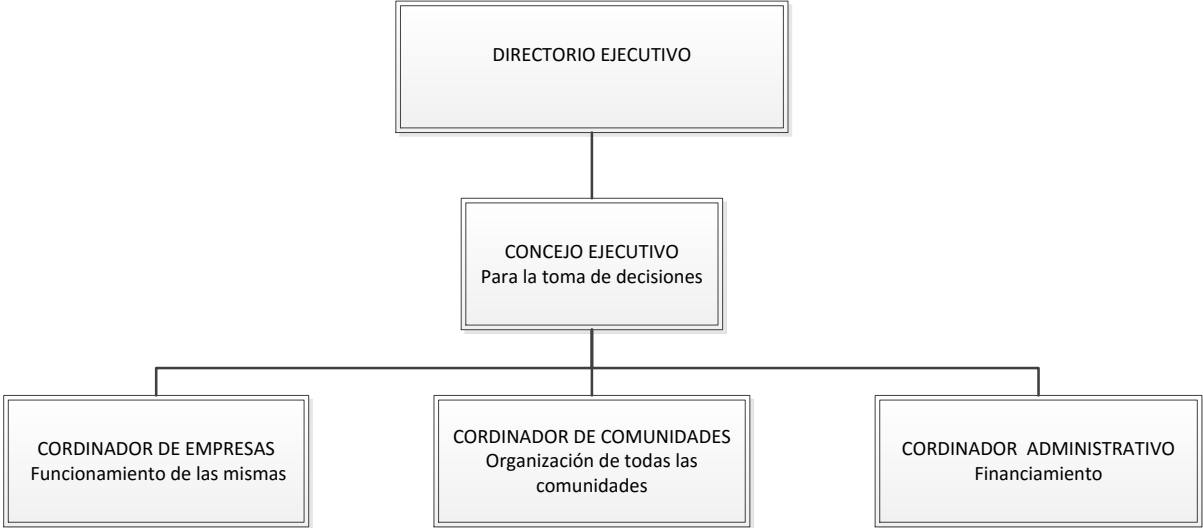 DIRECTORIO EJECUTIVO
CONCEJO EJECUTIVO
Para la toma de decisiones
CORDINADOR DE EMPRESAS
Funcionamiento de las mismas
CORDINADOR DE COMUNIDADES
Organización de todas las
comunidades
CORDINADOR  ADMINISTRATIVO
Financiamiento